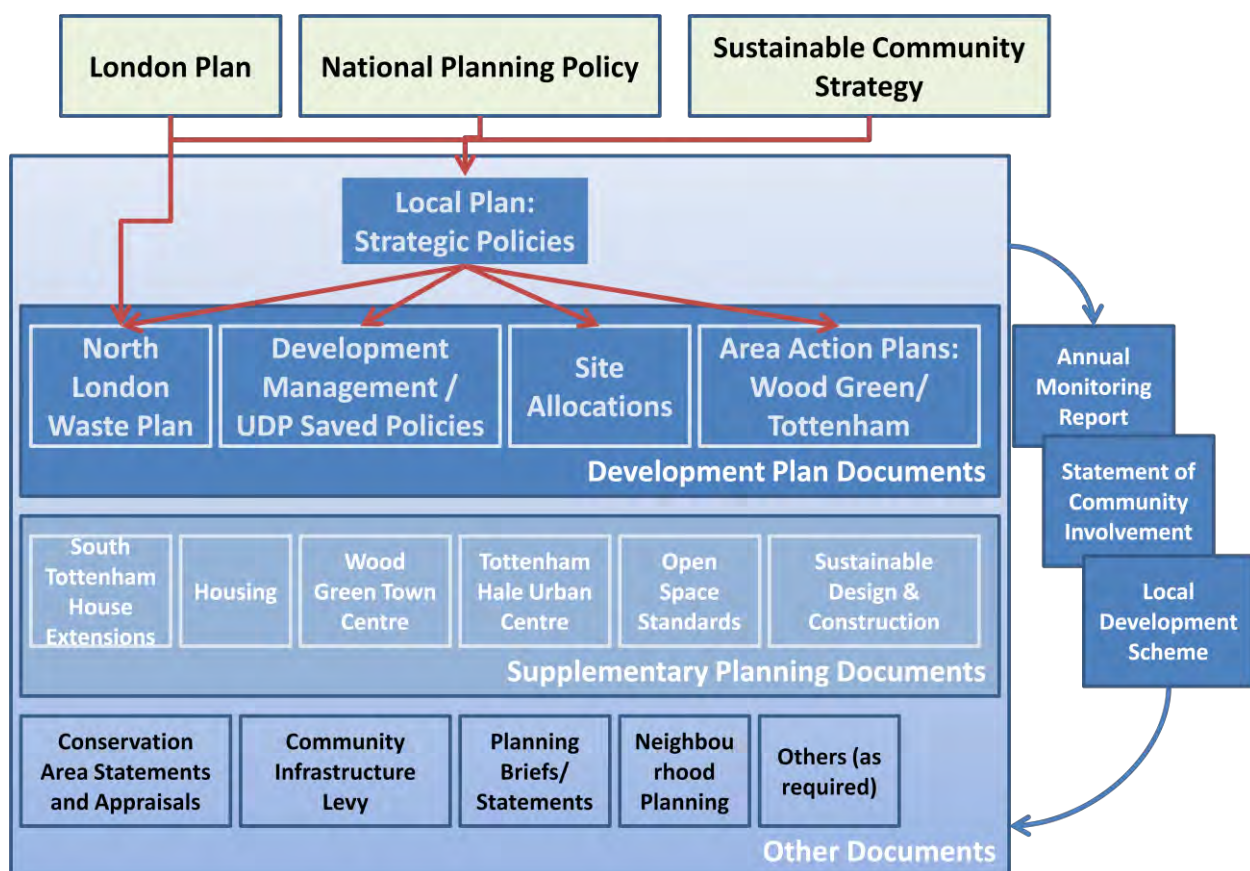 London Plan
National Planning Policy
Sustainable Community
Strategy
Local Plan:
Strategic Policies
North
London
Waste Plan
Development
Management /
UDP Saved Policies
Site
Allocations
Area Action Plans:
Wood Green/
Tottenham
Development Plan Documents
South
Tottenham
House
Extensions
Housing
Wood
Green Town
Centre
Tottenham
Hale Urban
Centre
Open
Space
Standards
Sustainable
Design &
Construction
Supplementary Planning Documents
Conservation
Area Statements
and Appraisals
Community
Infrastructure
Levy
Planning
Briefs/
Statements
Neighbou
rhood
Planning
Others (as
required)
Other Documents
Annual
Monitoring
Report
Statement of
Community
Involvement
Local
Development
Scheme